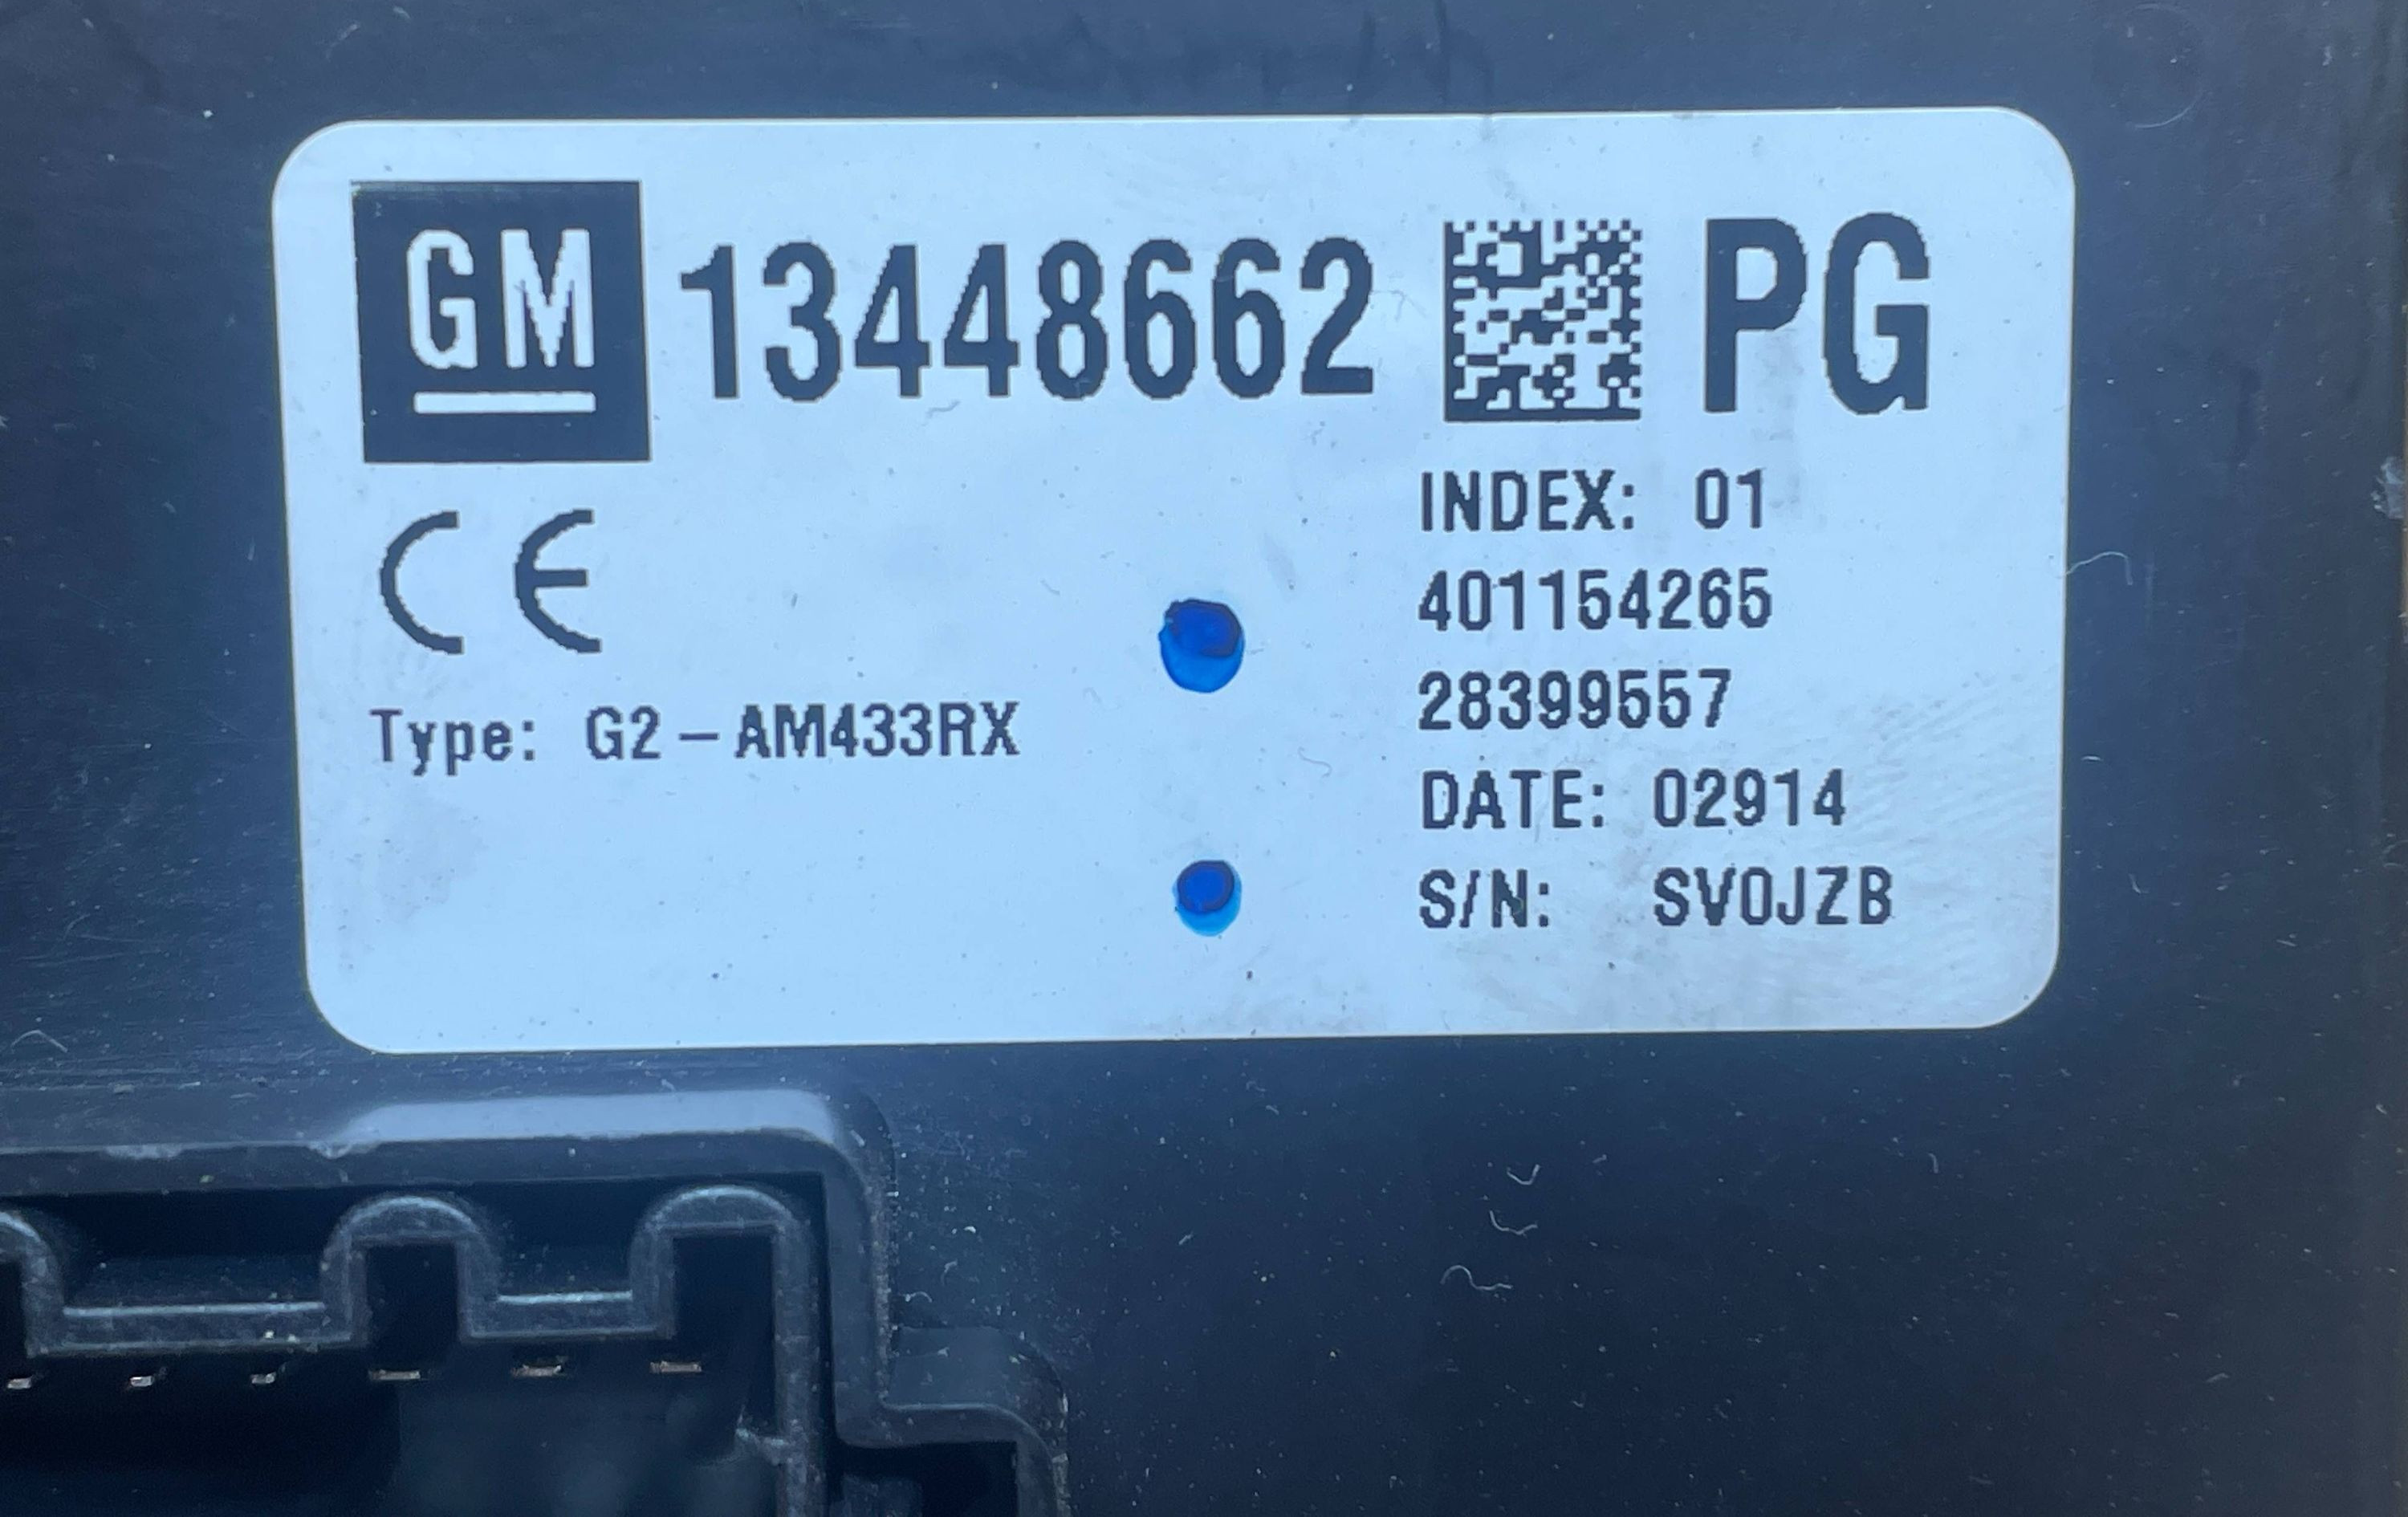 GM 13448662 PG
CE
Type: G2-AM433RX
INDEX: 01
401154265
28399557
DATE: 02914
S/N: SV0JZB